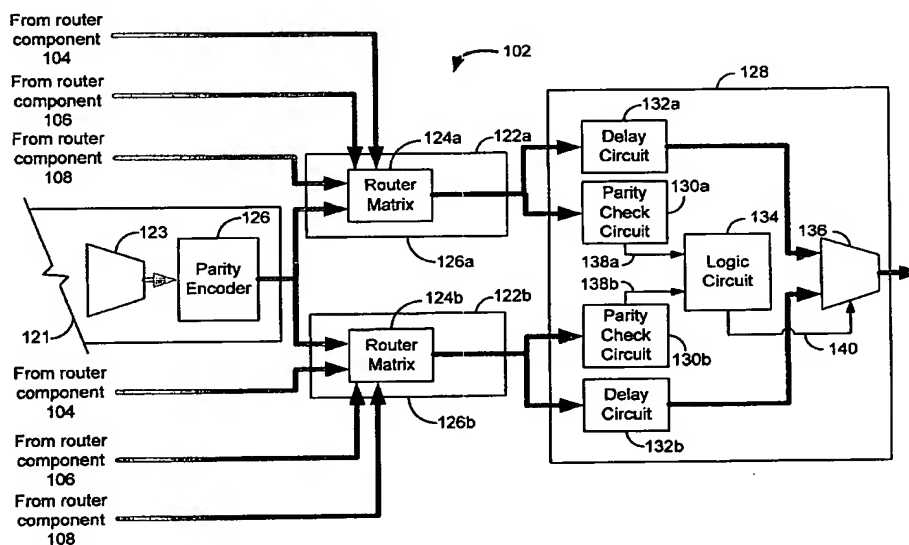 From router
component
104
From router
component
106
From router
component
108
102
128
132a
Delay
Circuit
124a
122a
Router
Matrix
126a
Parity
Check
Circuit
130a
138a
134
Logic
Circuit
136
123
126
Parity
Encoder
121
138b
Parity
Check
Circuit
130b
140
124b
122b
Router
Matrix
126b
Delay
Circuit
132b
From router
component
104
From router
component
106
From router
component
108